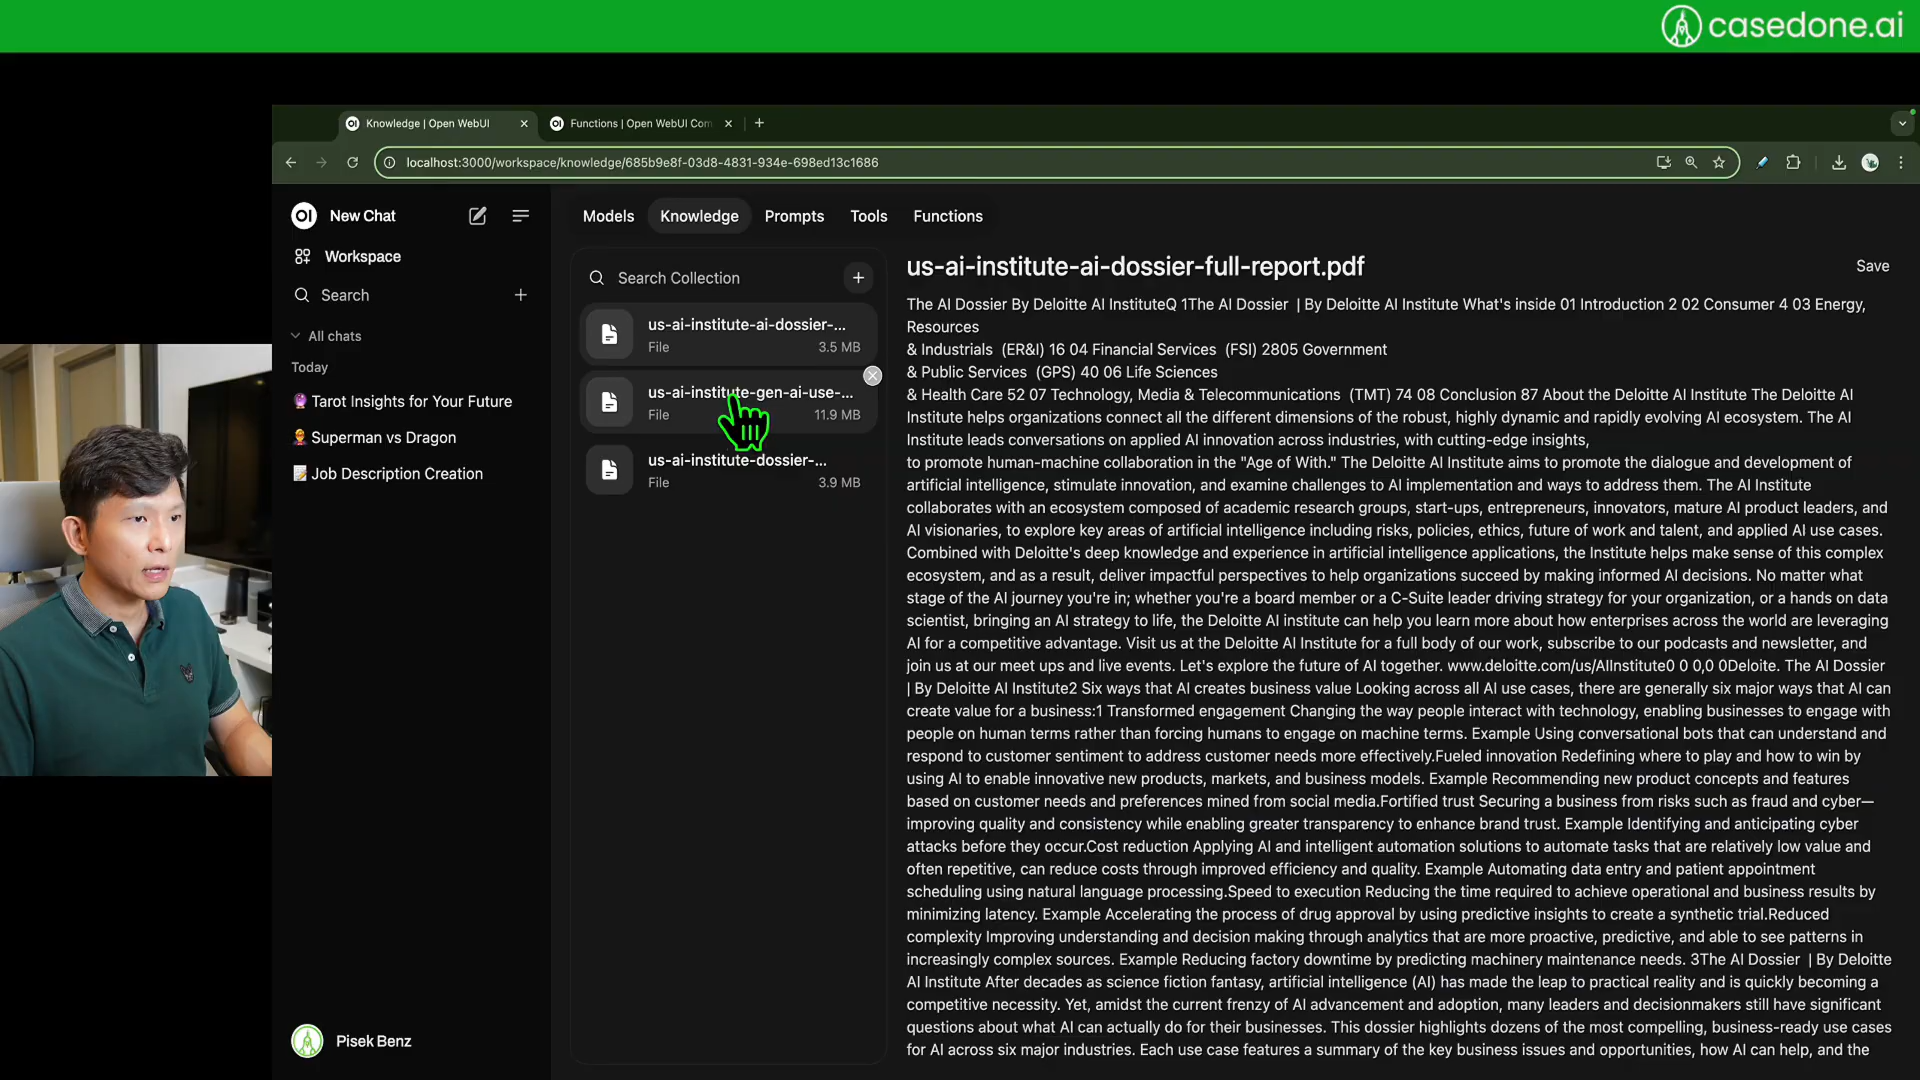 casedone.ai
Knowledge | Open WebUI
Functions | Open WebUI Com
localhost:3000/workspace/knowledge/685b9e8f-03d8-4831-934e-698ed13c1686
OI New Chat
Models Knowledge Prompts Tools Functions
Workspace
Search
All chats
Today
🔮 Tarot Insights for Your Future
Superman vs Dragon
📝 Job Description Creation
Pisek Benz
Search Collection
us-ai-institute-ai-dossier-...
File 3.5 MB
us-ai-institute-gen-ai-use-...
File 11.9 MB
us-ai-institute-dossier-...
File 3.9 MB
us-ai-institute-ai-dossier-full-report.pdf
Save
The AI Dossier By Deloitte AI InstituteQ 1The AI Dossier | By Deloitte AI Institute What's inside 01 Introduction 2 02 Consumer 4 03 Energy,
Resources
& Industrials (ER&I) 16 04 Financial Services (FSI) 2805 Government
& Public Services (GPS) 40 06 Life Sciences
& Health Care 52 07 Technology, Media & Telecommunications (TMT) 74 08 Conclusion 87 About the Deloitte AI Institute The Deloitte AI
Institute helps organizations connect all the different dimensions of the robust, highly dynamic and rapidly evolving AI ecosystem. The AI
Institute leads conversations on applied AI innovation across industries, with cutting-edge insights,
to promote human-machine collaboration in the "Age of With." The Deloitte AI Institute aims to promote the dialogue and development of
artificial intelligence, stimulate innovation, and examine challenges to AI implementation and ways to address them. The AI Institute
collaborates with an ecosystem composed of academic research groups, start-ups, entrepreneurs, innovators, mature AI product leaders, and
AI visionaries, to explore key areas of artificial intelligence including risks, policies, ethics, future of work and talent, and applied AI use cases.
Combined with Deloitte's deep knowledge and experience in artificial intelligence applications, the Institute helps make sense of this complex
ecosystem, and as a result, deliver impactful perspectives to help organizations succeed by making informed AI decisions. No matter what
stage of the AI journey you're in; whether you're a board member or a C-Suite leader driving strategy for your organization, or a hands on data
scientist, bringing an AI strategy to life, the Deloitte AI institute can help you learn more about how enterprises across the world are leveraging
AI for a competitive advantage. Visit us at the Deloitte AI Institute for a full body of our work, subscribe to our podcasts and newsletter, and
join us at our meet ups and live events. Let's explore the future of AI together. www.deloitte.com/us/AIInstitute0 0 0,0 0Deloite. The AI Dossier
| By Deloitte AI Institute2 Six ways that AI creates business value Looking across all AI use cases, there are generally six major ways that AI can
create value for a business:1 Transformed engagement Changing the way people interact with technology, enabling businesses to engage with
people on human terms rather than forcing humans to engage on machine terms. Example Using conversational bots that can understand and
respond to customer sentiment to address customer needs more effectively.Fueled innovation Redefining where to play and how to win by
using AI to enable innovative new products, markets, and business models. Example Recommending new product concepts and features
based on customer needs and preferences mined from social media.Fortified trust Securing a business from risks such as fraud and cyber—
improving quality and consistency while enabling greater transparency to enhance brand trust. Example Identifying and anticipating cyber
attacks before they occur.Cost reduction Applying AI and intelligent automation solutions to automate tasks that are relatively low value and
often repetitive, can reduce costs through improved efficiency and quality. Example Automating data entry and patient appointment
scheduling using natural language processing.Speed to execution Reducing the time required to achieve operational and business results by
minimizing latency. Example Accelerating the process of drug approval by using predictive insights to create a synthetic trial.Reduced
complexity Improving understanding and decision making through analytics that are more proactive, predictive, and able to see patterns in
increasingly complex sources. Example Reducing factory downtime by predicting machinery maintenance needs. 3The AI Dossier | By Deloitte
AI Institute After decades as science fiction fantasy, artificial intelligence (AI) has made the leap to practical reality and is quickly becoming a
competitive necessity. Yet, amidst the current frenzy of AI advancement and adoption, many leaders and decisionmakers still have significant
questions about what AI can actually do for their businesses. This dossier highlights dozens of the most compelling, business-ready use cases
for AI across six major industries. Each use case features a summary of the key business issues and opportunities, how AI can help, and the